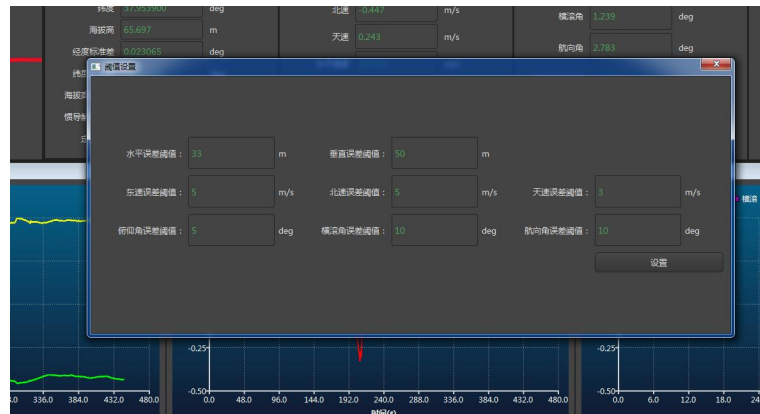 纬度 37.953900 deg 北速 -0.447 m/s
横滚角 1.239 deg
海拔高 65.697 m
天速 0.243 m/s
航向角 2.783 deg
经度标准差 0.023065 deg
阈值设置
水平误差阈值： 33 m 垂直误差阈值： 50 m
东速误差阈值： 5 m/s 北速误差阈值： 5 m/s 天速误差阈值： 3 m/s
横滚
俯仰角误差阈值： 5 deg 横滚角误差阈值： 10 deg 航向角误差阈值： 10 deg
设置
-0.25 -0.25
-0.50 -0.50
336.0 384.0 432.0 480.0 0.0 48.0 96.0 144.0 192.0 240.0 288.0 336.0 384.0 432.0 480.0 0.0 6.0 12.0 18.0
时间(s)